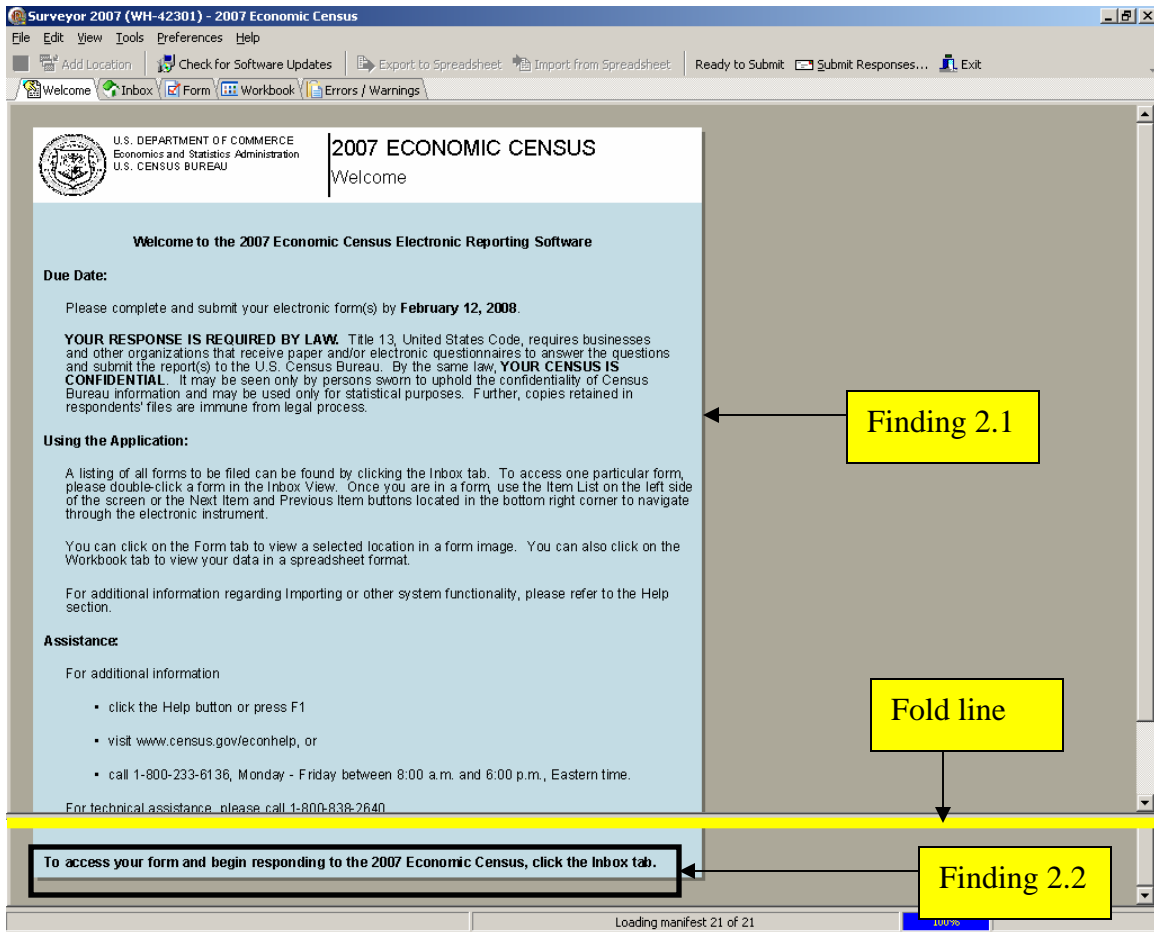 Surveyor 2007 (WH-42301) - 2007 Economic Census
File Edit View Tools Preferences Help
Add Location Check for Software Updates Export to Spreadsheet Import from Spreadsheet Ready to Submit Submit Responses... Exit
Welcome Inbox Form Workbook Errors / Warnings
U.S. DEPARTMENT OF COMMERCE
Economics and Statistics Administration
U.S. CENSUS BUREAU
2007 ECONOMIC CENSUS
Welcome
Welcome to the 2007 Economic Census Electronic Reporting Software
Due Date:
Please complete and submit your electronic form(s) by February 12, 2008.
YOUR RESPONSE IS REQUIRED BY LAW. Title 13, United States Code, requires businesses
and other organizations that receive paper and/or electronic questionnaires to answer the questions
and submit the report(s) to the U.S. Census Bureau. By the same law, YOUR CENSUS IS
CONFIDENTIAL. It may be seen only by persons sworn to uphold the confidentiality of Census
Bureau information and may be used only for statistical purposes. Further, copies retained in
respondents' files are immune from legal process.
Finding 2.1
Using the Application:
A listing of all forms to be filed can be found by clicking the Inbox tab. To access one particular form,
please double-click a form in the Inbox View. Once you are in a form, use the Item List on the left side
of the screen or the Next Item and Previous Item buttons located in the bottom right corner to navigate
through the electronic instrument.
You can click on the Form tab to view a selected location in a form image. You can also click on the
Workbook tab to view your data in a spreadsheet format.
For additional information regarding Importing or other system functionality, please refer to the Help
section.
Assistance:
For additional information
▪ click the Help button or press F1
▪ visit www.census.gov/econhelp, or
▪ call 1-800-233-6136, Monday - Friday between 8:00 a.m. and 6:00 p.m., Eastern time.
Fold line
For technical assistance, please call 1-800-838-2640
To access your form and begin responding to the 2007 Economic Census, click the Inbox tab.
Finding 2.2
Loading manifest 21 of 21
100%